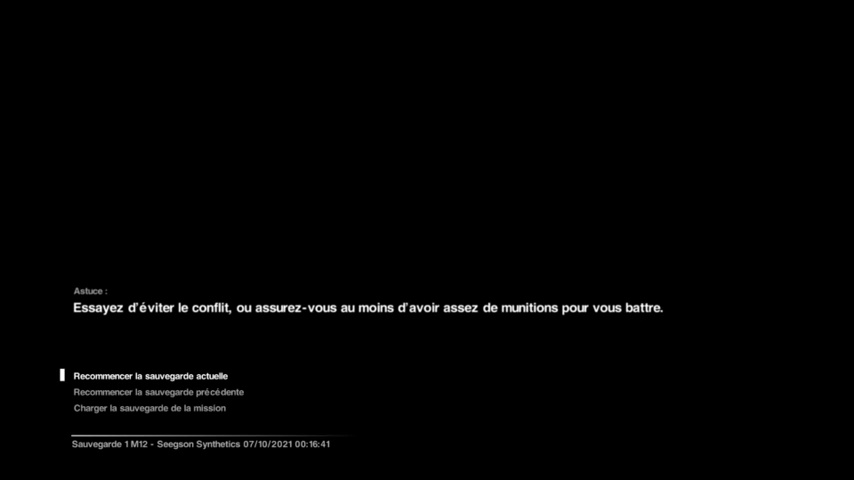 Astuce :
Essayez d'éviter le conflit, ou assurez-vous au moins d'avoir assez de munitions pour vous battre.
Recommencer la sauvegarde actuelle
Recommencer la sauvegarde précédente
Charger la sauvegarde de la mission
Sauvegarde 1 M12 - Seegson Synthetics 07/10/2021 00:16:41